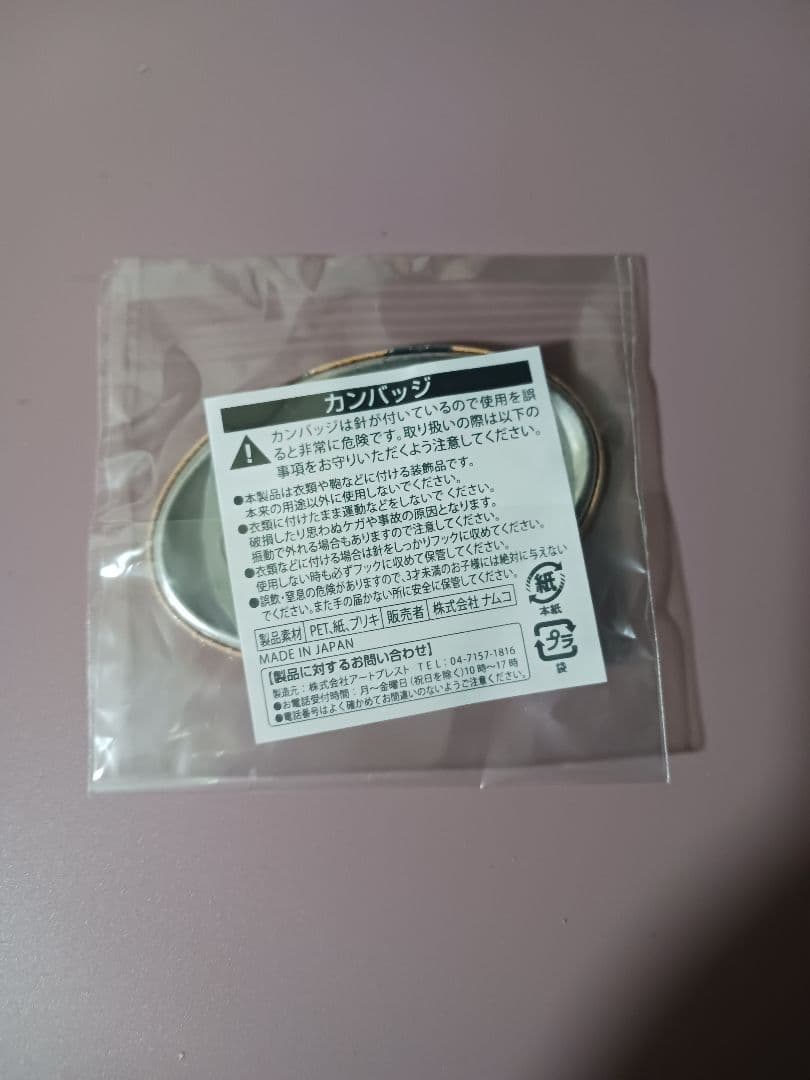 カンバッジ
カンバッジは針が付いているので使用を誤
ると非常に危険です。取り扱いの際は以下の
事項をお守りいただくよう注意してください。
●本製品は衣類や鞄などに付ける装飾品です。
本来の用途以外に使用しないでください。
●衣類に付けたまま運動などをしないでください。
破損したり思わぬケガや事故の原因となります。
振動で外れる場合もありますので注意してください。
●衣類などに付ける場合は針をしっかりフックに収めてください。
使用しない時も必ずフックに収めて保管してください。
●誤飲・窒息の危険がありますので、3才未満のお子様には絶対に与えない
でください。また手の届かない所に安全に保管してください。
製品素材 PET、紙、ブリキ 販売者 株式会社 ナムコ
MADE IN JAPAN
【製品に対するお問い合わせ】
製造元：株式会社アートプレスト TEL：04-7157-1816
●お電話受付時間：月～金曜日(祝日を除く)10時～17時
●電話番号はよく確かめてお間違いのないようご注意ください。
紙
本紙
プラ
袋